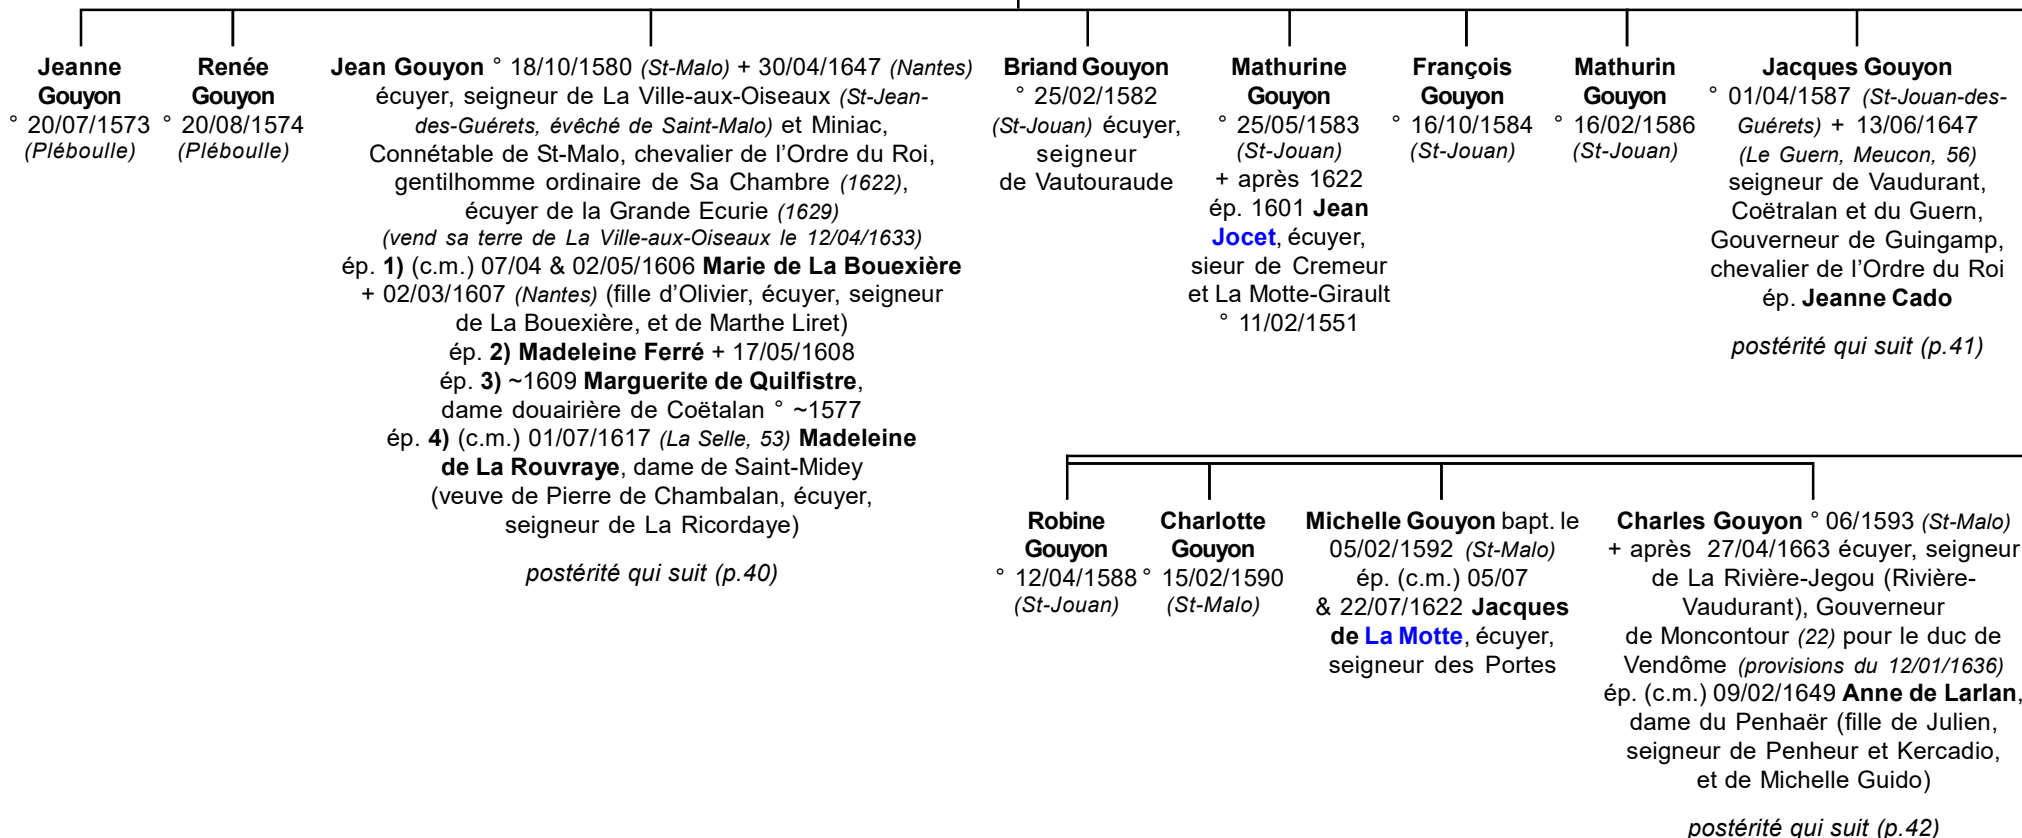 Jeanne
Gouyon
° 20/07/1573
(Pléboulle)
Renée
Gouyon
° 20/08/1574
(Pléboulle)
Jean Gouyon ° 18/10/1580 (St-Malo) + 30/04/1647 (Nantes)
écuyer, seigneur de La Ville-aux-Oiseaux (St-Jean-
des-Guérets, évêché de Saint-Malo) et Miniac,
Connétable de St-Malo, chevalier de l'Ordre du Roi,
gentilhomme ordinaire de Sa Chambre (1622),
écuyer de la Grande Ecurie (1629)
(vend sa terre de La Ville-aux-Oiseaux le 12/04/1633)
ép. 1) (c.m.) 07/04 & 02/05/1606 Marie de La Bouexière
+ 02/03/1607 (Nantes) (fille d'Olivier, écuyer, seigneur
de La Bouexière, et de Marthe Liret)
ép. 2) Madeleine Ferré + 17/05/1608
ép. 3) ~1609 Marguerite de Quilfistre,
dame douairière de Coëtalan ° ~1577
ép. 4) (c.m.) 01/07/1617 (La Selle, 53) Madeleine
de La Rouvraye, dame de Saint-Midey
(veuve de Pierre de Chambalan, écuyer,
seigneur de La Ricordaye)
postérité qui suit (p.40)
Briand Gouyon
° 25/02/1582
(St-Jouan) écuyer,
seigneur
de Vautouraude
Mathurine
Gouyon
° 25/05/1583
(St-Jouan)
+ après 1622
ép. 1601 Jean
Jocet, écuyer,
sieur de Cremeur
et La Motte-Girault
° 11/02/1551
François
Gouyon
° 16/10/1584
(St-Jouan)
Mathurin
Gouyon
° 16/02/1586
(St-Jouan)
Jacques Gouyon
° 01/04/1587 (St-Jouan-des-
Guérets) + 13/06/1647
(Le Guern, Meucon, 56)
seigneur de Vaudurant,
Coëtralan et du Guern,
Gouverneur de Guingamp,
chevalier de l'Ordre du Roi
ép. Jeanne Cado
postérité qui suit (p.41)
Robine
Gouyon
° 12/04/1588
(St-Jouan)
Charlotte
Gouyon
° 15/02/1590
(St-Malo)
Michelle Gouyon bapt. le
05/02/1592 (St-Malo)
ép. (c.m.) 05/07
& 22/07/1622 Jacques
de La Motte, écuyer,
seigneur des Portes
Charles Gouyon ° 06/1593 (St-Malo)
+ après 27/04/1663 écuyer, seigneur
de La Rivière-Jegou (Rivière-
Vaudurant), Gouverneur
de Moncontour (22) pour le duc de
Vendôme (provisions du 12/01/1636)
ép. (c.m.) 09/02/1649 Anne de Larlan,
dame du Penhaër (fille de Julien,
seigneur de Penheur et Kercadio,
et de Michelle Guido)
postérité qui suit (p.42)